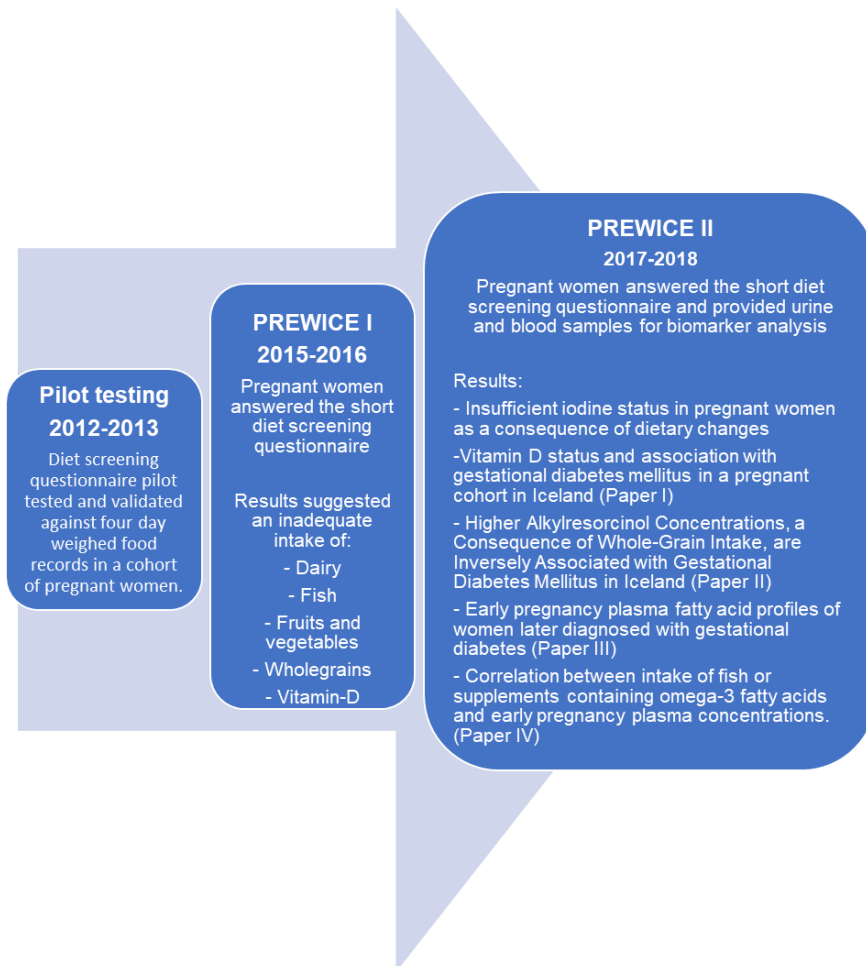 Pilot testing
2012-2013
Diet screening
questionnaire pilot
tested and validated
against four day
weighed food
records in a cohort
of pregnant women.
PREWICE I
2015-2016
Pregnant women
answered the short
diet screening
questionnaire
Results suggested
an inadequate
intake of:
- Dairy
- Fish
- Fruits and
vegetables
- Wholegrains
- Vitamin-D
PREWICE II
2017-2018
Pregnant women answered the short diet
screening questionnaire and provided urine
and blood samples for biomarker analysis
Results:
- Insufficient iodine status in pregnant women
as a consequence of dietary changes
-Vitamin D status and association with
gestational diabetes mellitus in a pregnant
cohort in Iceland (Paper I)
- Higher Alkylresorcinol Concentrations, a
Consequence of Whole-Grain Intake, are
Inversely Associated with Gestational
Diabetes Mellitus in Iceland (Paper II)
- Early pregnancy plasma fatty acid profiles of
women later diagnosed with gestational
diabetes (Paper III)
- Correlation between intake of fish or
supplements containing omega-3 fatty acids
and early pregnancy plasma concentrations.
(Paper IV)